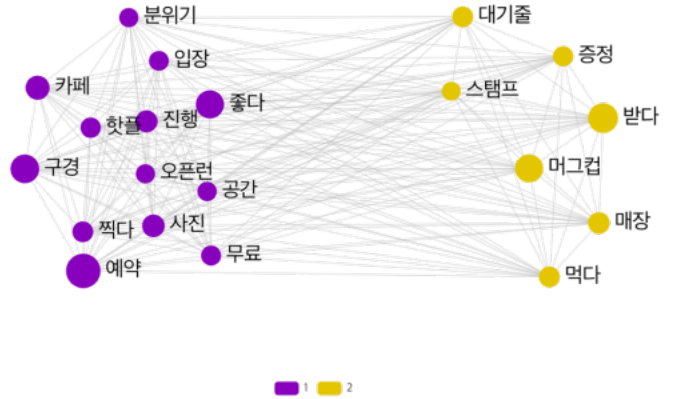 분위기
대기줄
입장
증정
카페
스탬프
좋다
핫플
진행
받다
구경
오픈런
머그컵
공간
찍다
사진
매장
무료
예약
먹다
1
2